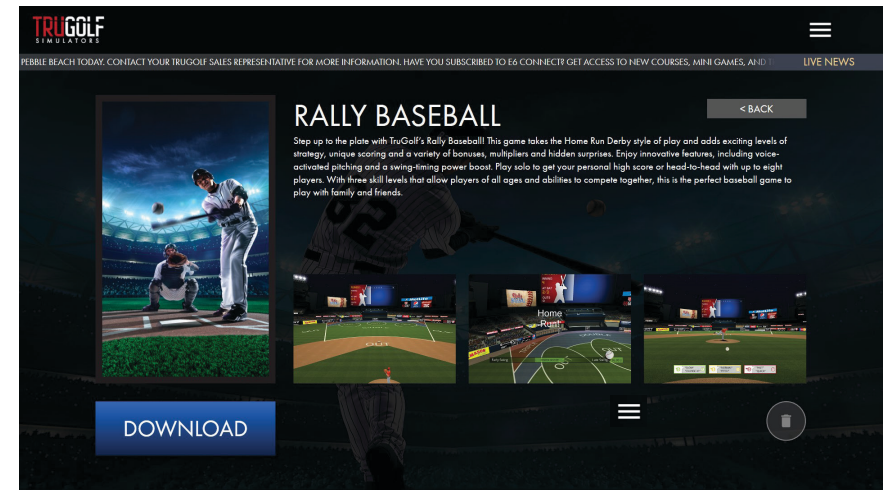 TRUGOLF
SIMULATORS
PEBBLE BEACH TODAY. CONTACT YOUR TRUGOLF SALES REPRESENTATIVE FOR MORE INFORMATION. HAVE YOU SUBSCRIBED TO E6 CONNECT? GET ACCESS TO NEW COURSES, MINI GAMES, AND
LIVE NEWS
RALLY BASEBALL
< BACK
Step up to the plate with TruGolf's Rally Baseball! This game takes the Home Run Derby style of play and adds exciting levels of
strategy, unique scoring and a variety of bonuses, multipliers and hidden surprises. Enjoy innovative features, including voice-
activated pitching and a swing-timing power boost. Play solo to get your personal high score or head-to-head with up to eight
players. With three skill levels that allow players of all ages and abilities to compete together, this is the perfect baseball game to
play with family and friends.
OUT
Home
Run!
OUT
DOWNLOAD